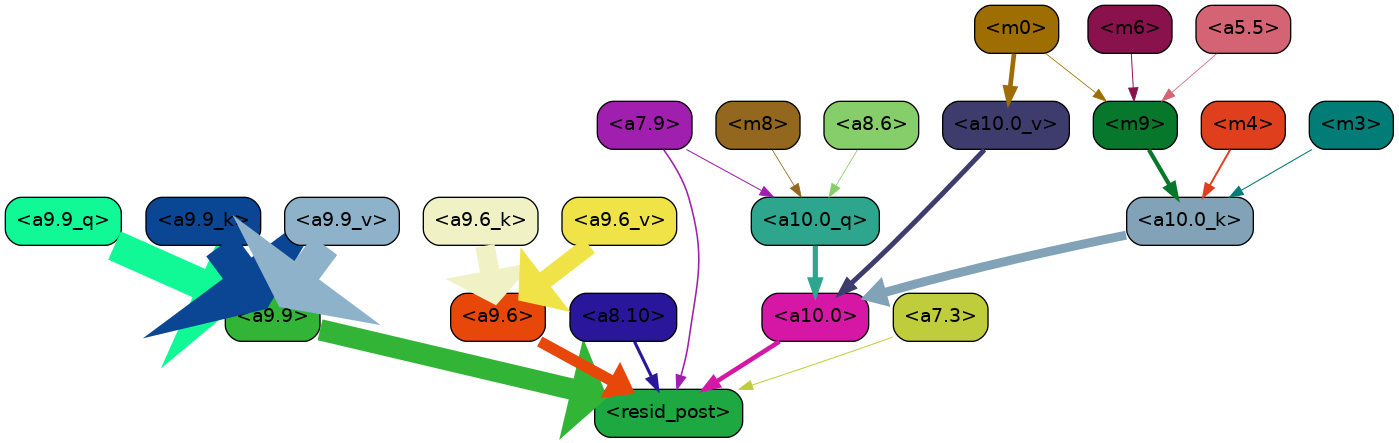 <m0> <m6> <a5.5>
<a7.9> <m8> <a8.6> <a10.0_v> <m9> <m4> <m3>
<a9.9_q> <a9.9_k> <a9.9_v> <a9.6_k> <a9.6_v> <a10.0_q> <a10.0_k>
<a9.9> <a9.6> <a8.10> <a10.0> <a7.3>
<resid_post>